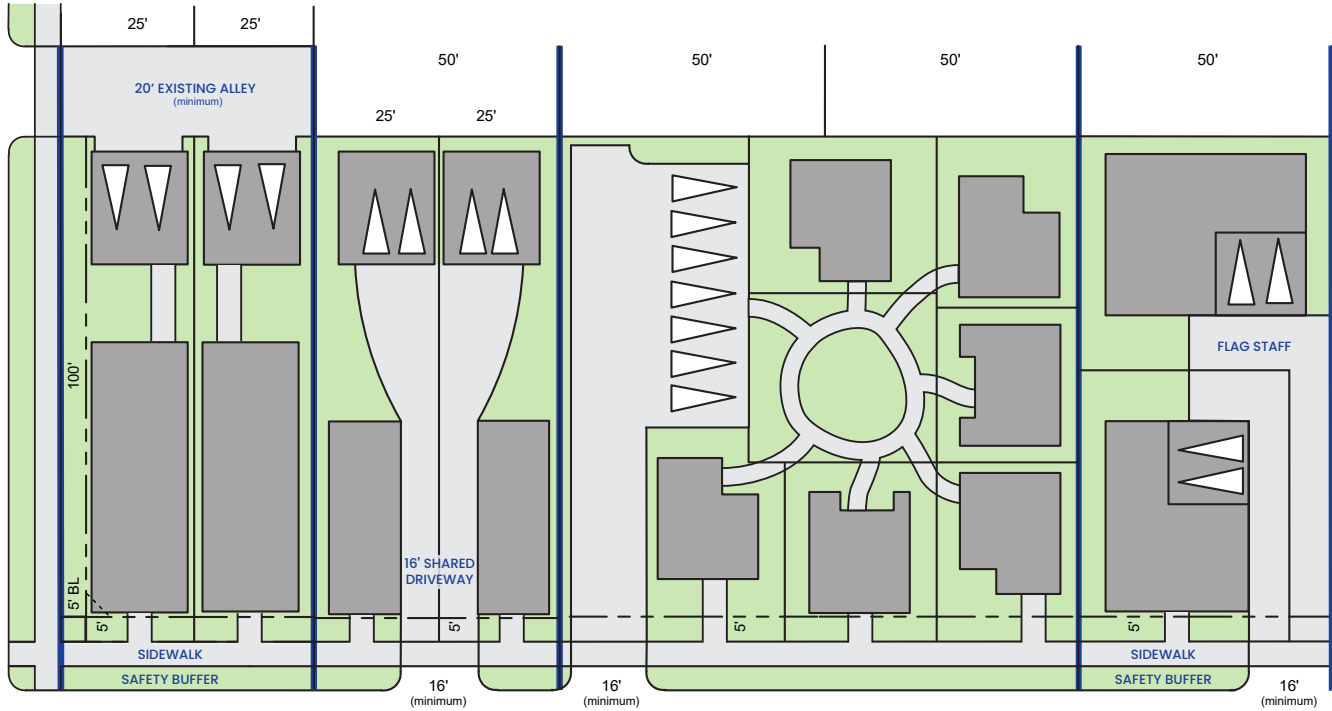 25'
25'
50'
50'
50'
50'
20' EXISTING ALLEY
(minimum)
25'
25'
FLAG STAFF
100'
16' SHARED
DRIVEWAY
5' BL
5'
5'
5'
5'
SIDEWALK
SIDEWALK
SAFETY BUFFER
SAFETY BUFFER
16'
(minimum)
16'
(minimum)
16'
(minimum)